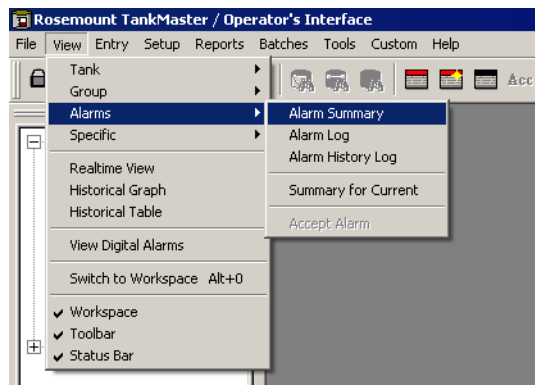 Rosemount TankMaster / Operator's Interface
File View Entry Setup Reports Batches Tools Custom Help
Acc
Tank
Group
Alarms
Specific
Realtime View
Historical Graph
Historical Table
View Digital Alarms
Switch to Workspace Alt+0
Workspace
Toolbar
Status Bar
Alarm Summary
Alarm Log
Alarm History Log
Summary for Current
Accept Alarm